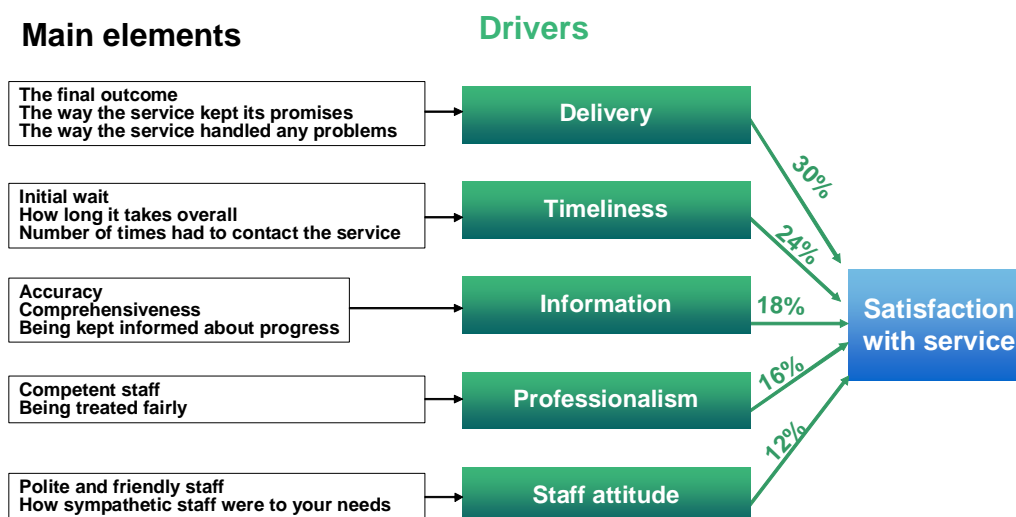 Main elements
Drivers
The final outcome
The way the service kept its promises
The way the service handled any problems
Delivery
30%
Initial wait
How long it takes overall
Number of times had to contact the service
Timeliness
24%
Accuracy
Comprehensiveness
Being kept informed about progress
Information
18%
Satisfaction
with service
Competent staff
Being treated fairly
Professionalism
16%
Polite and friendly staff
How sympathetic staff were to your needs
Staff attitude
12%